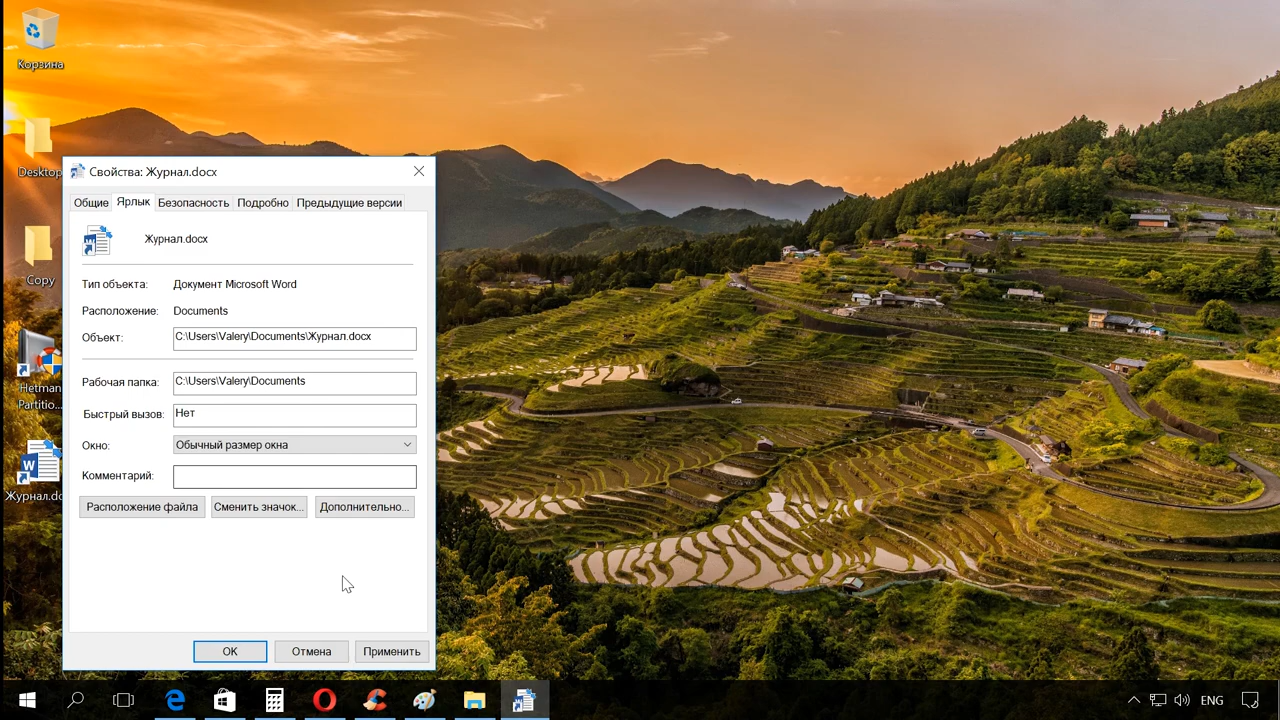 Корзина
Desktop
Copy
Hetman
Partitio...
Журнал.do
Свойства: Журнал.docx
Общие Ярлык Безопасность Подробно Предыдущие версии
Журнал.docx
Тип объекта: Документ Microsoft Word
Расположение: Documents
Объект: C:\Users\Valery\Documents\Журнал.docx
Рабочая папка: C:\Users\Valery\Documents
Быстрый вызов: Нет
Окно: Обычный размер окна
Комментарий:
Расположение файла Сменить значок... Дополнительно...
OK Отмена Применить
ENG